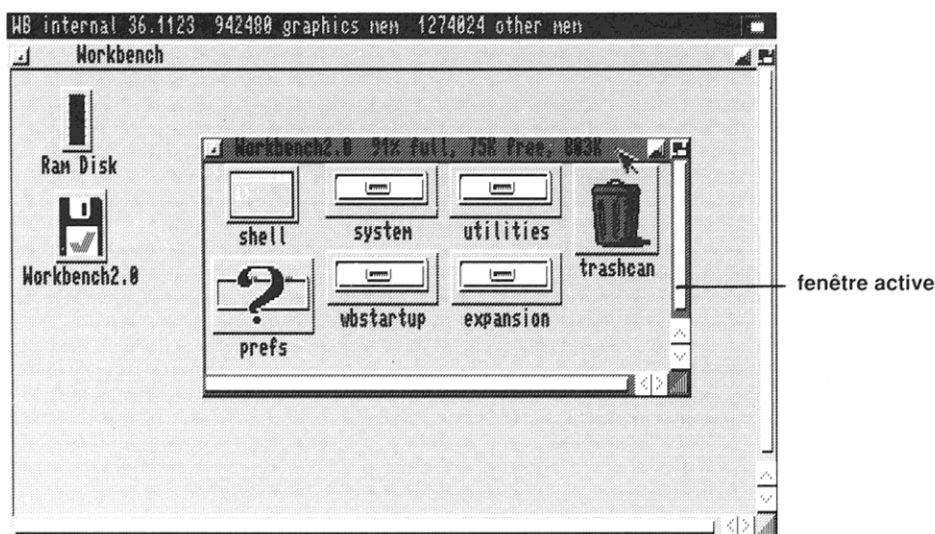 WB internal 36.1123 942480 graphics mem 1274024 other mem
Workbench
Ram Disk
Workbench2.0
Workbench2.0 91% full, 75K free, 803K
shell
system
utilities
trashcan
prefs
wbstartup
expansion
fenêtre active